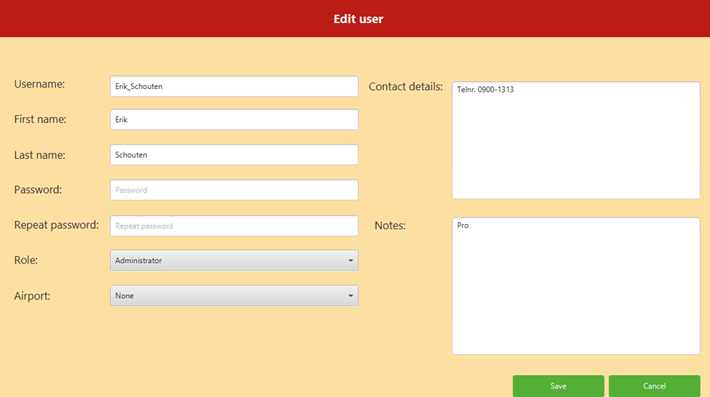 Edit user
Username:
Erik_Schouten
First name:
Erik
Last name:
Schouten
Password:
Password
Repeat password:
Repeat password
Role:
Administrator
Airport:
None
Contact details:
Telnr. 0900-1313
Notes:
Pro
Save
Cancel